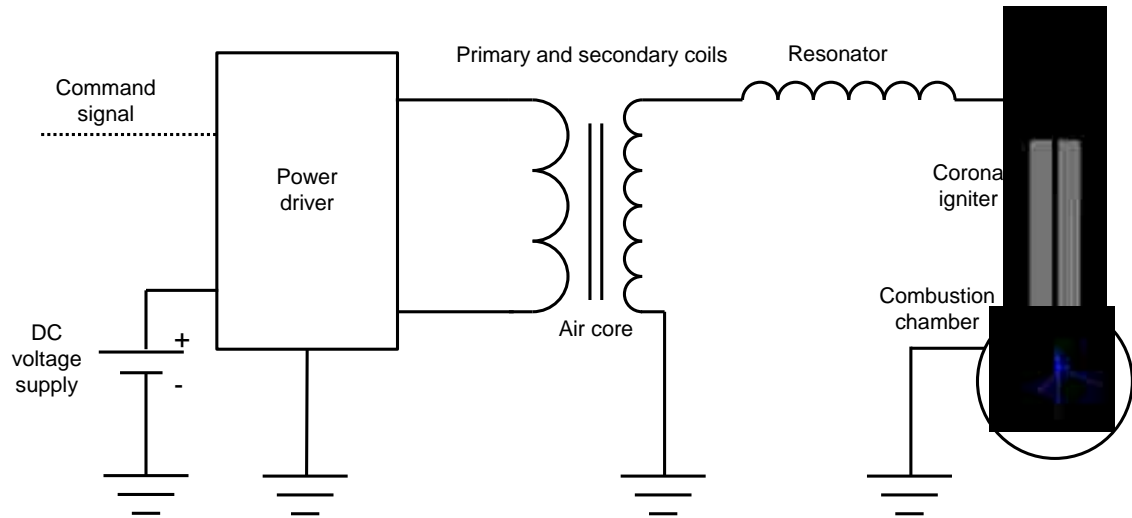 Primary and secondary coils
Resonator
Command
signal
Power
driver
Corona
igniter
Combustion
chamber
Air core
DC
voltage
supply
+
-